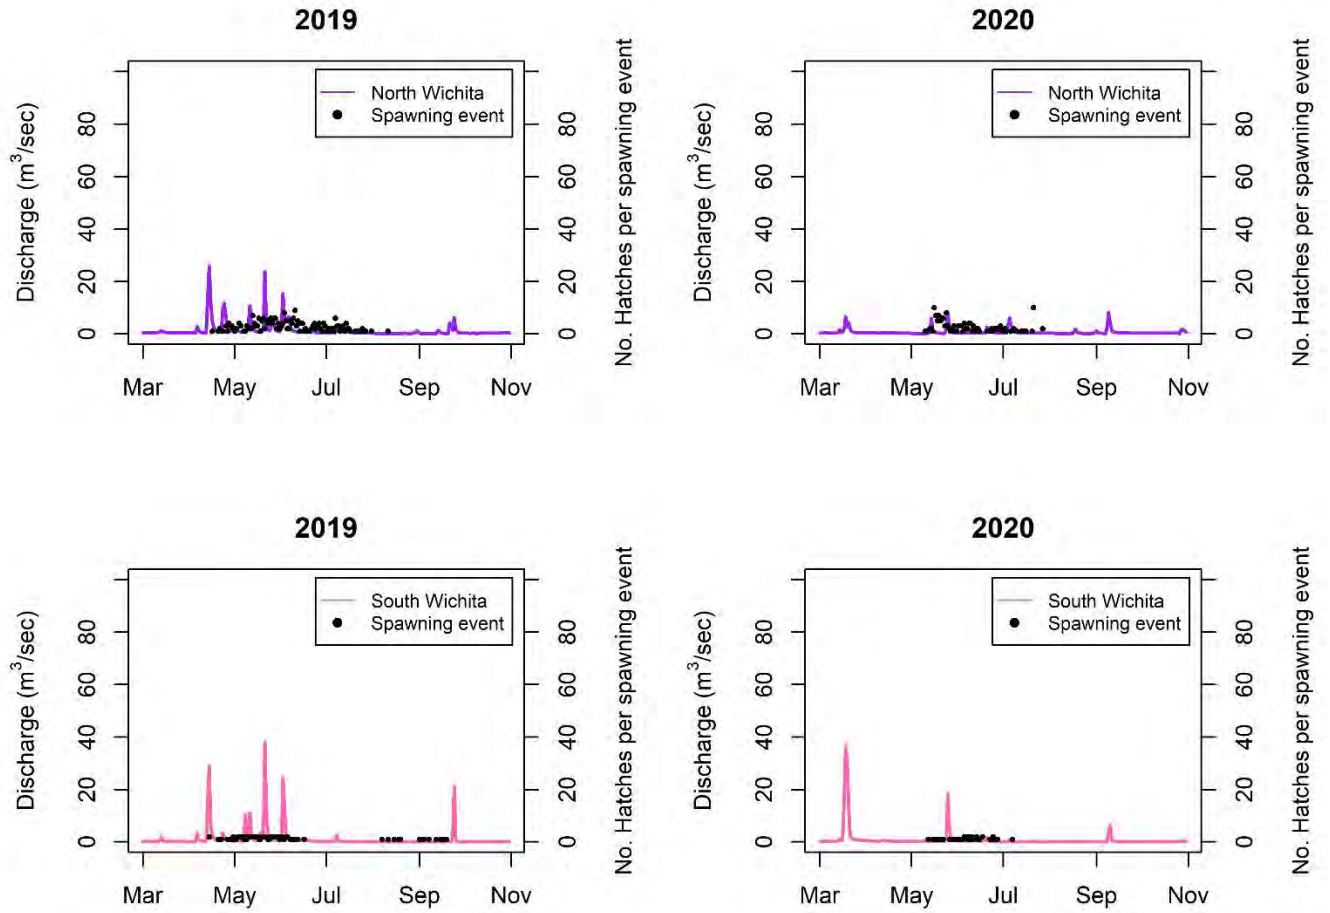 2019
North Wichita
Spawning event
Discharge (m3/sec)
0 20 40 60 80
No. Hatches per spawning event
0 20 40 60 80
Mar May Jul Sep Nov
2020
North Wichita
Spawning event
Discharge (m3/sec)
0 20 40 60 80
No. Hatches per spawning event
0 20 40 60 80
Mar May Jul Sep Nov
2019
South Wichita
Spawning event
Discharge (m3/sec)
0 20 40 60 80
No. Hatches per spawning event
0 20 40 60 80
Mar May Jul Sep Nov
2020
South Wichita
Spawning event
Discharge (m3/sec)
0 20 40 60 80
No. Hatches per spawning event
0 20 40 60 80
Mar May Jul Sep Nov